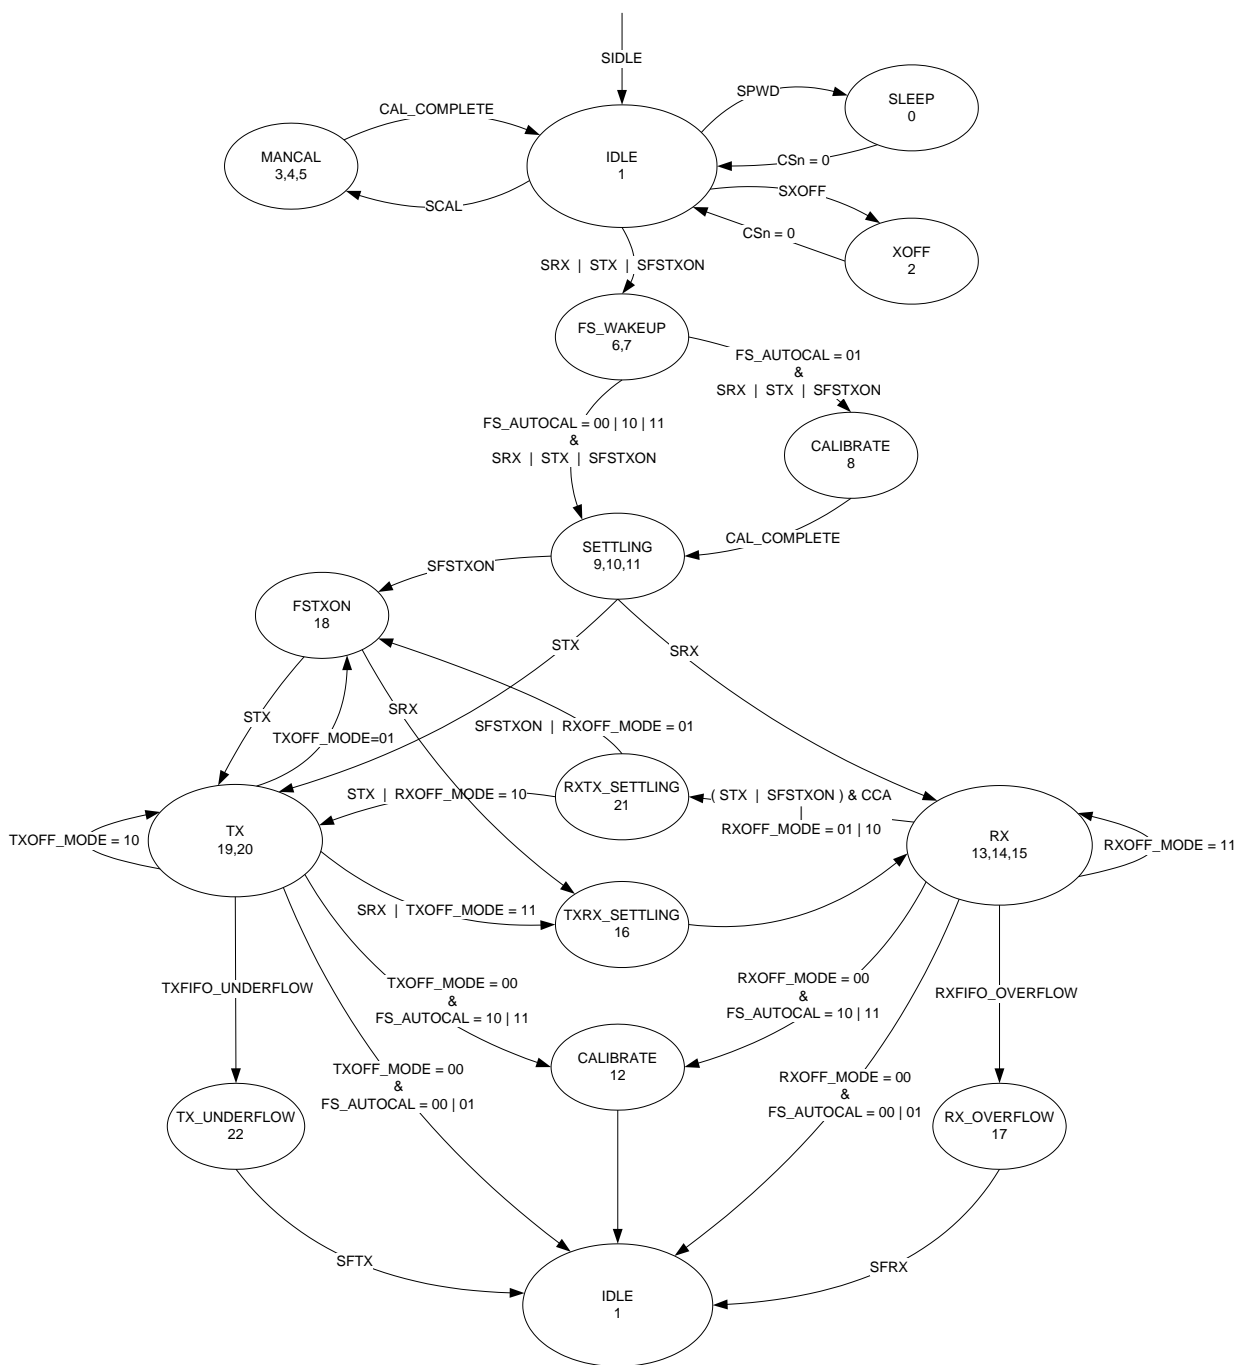 SIDLE
SPWD
SLEEP
0
CAL_COMPLETE
MANCAL
3,4,5
IDLE
1
CSn = 0
SCAL
SXOFF
CSn = 0
XOFF
2
SRX | STX | SFSTXON
FS_WAKEUP
6,7
FS_AUTOCAL = 01
&
SRX | STX | SFSTXON
FS_AUTOCAL = 00 | 10 | 11
&
SRX | STX | SFSTXON
CALIBRATE
8
CAL_COMPLETE
SETTLING
9,10,11
SFSTXON
FSTXON
18
STX
SRX
STX
SRX
TXOFF_MODE=01
SFSTXON | RXOFF_MODE = 01
RXTX_SETTLING
21
STX | RXOFF_MODE = 10
( STX | SFSTXON ) & CCA
|
RXOFF_MODE = 01 | 10
TXOFF_MODE = 10
TX
19,20
RX
13,14,15
RXOFF_MODE = 11
SRX | TXOFF_MODE = 11
TXRX_SETTLING
16
TXFIFO_UNDERFLOW
TXOFF_MODE = 00
&
FS_AUTOCAL = 10 | 11
RXOFF_MODE = 00
&
FS_AUTOCAL = 10 | 11
RXFIFO_OVERFLOW
CALIBRATE
12
TXOFF_MODE = 00
&
FS_AUTOCAL = 00 | 01
RXOFF_MODE = 00
&
FS_AUTOCAL = 00 | 01
TX_UNDERFLOW
22
RX_OVERFLOW
17
SFTX
SFRX
IDLE
1